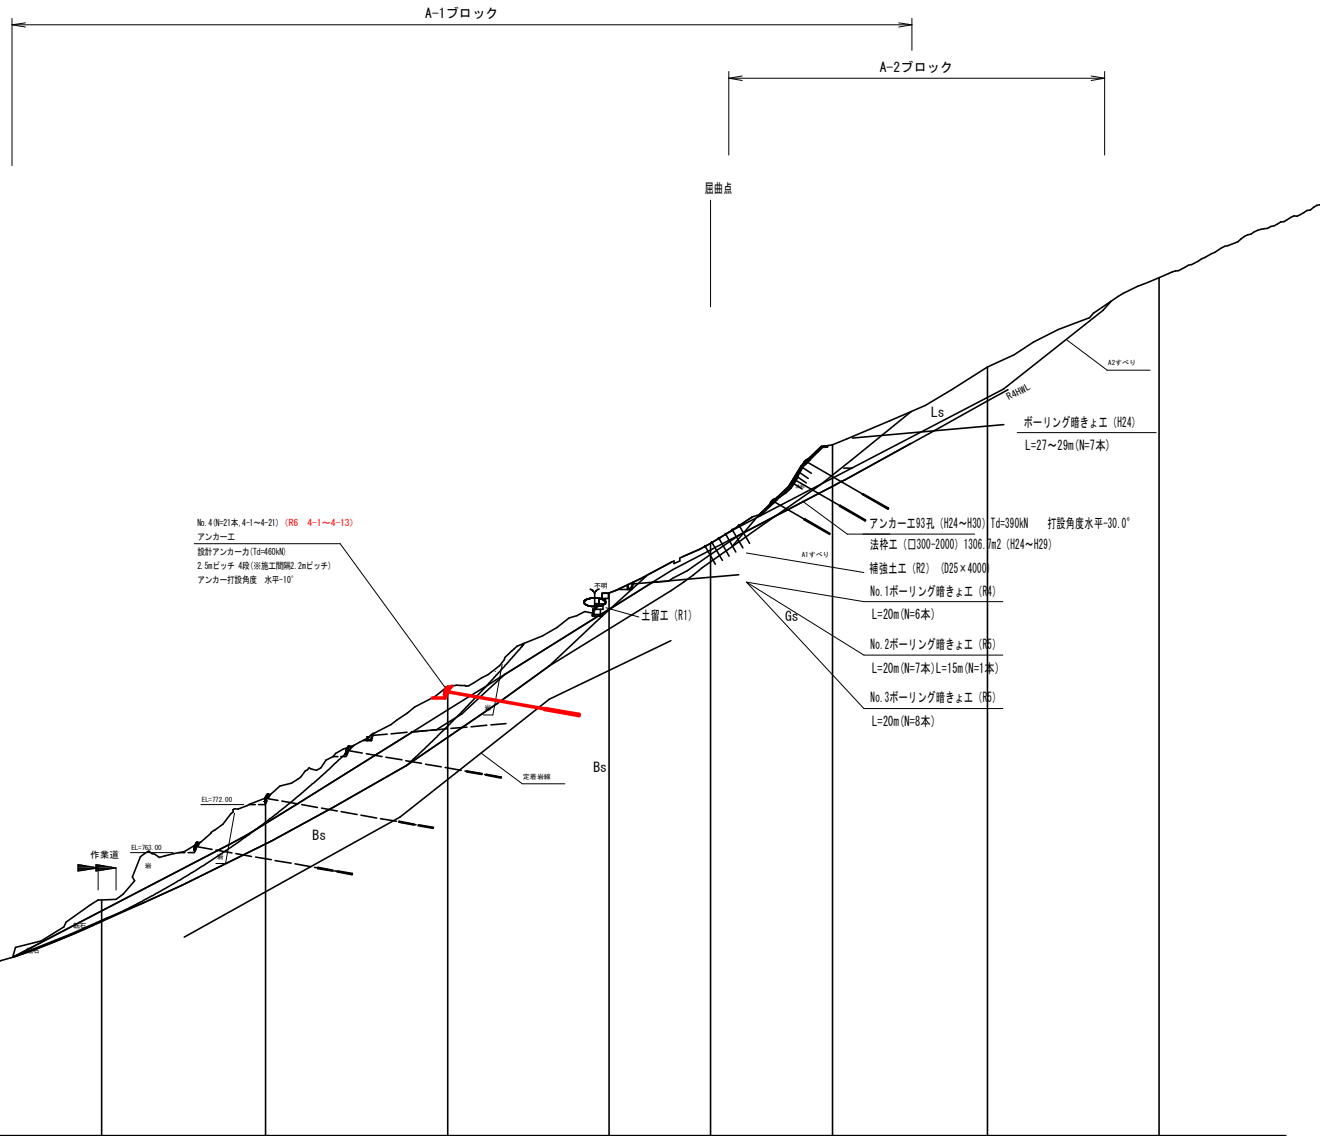 A-1ブロック
A-2ブロック
屈曲点
A2すべり
R4HWL
Ls
ボーリング暗きょ工 (H24)
L=27～29m(N=7本)
No.4(N=21本,4-1～4-21) (R6 4-1～4-13)
アンカー工
設計アンカー力(Td=460kN)
2.5mピッチ 4段(※施工間隔2.2mピッチ)
アンカー打設角度 水平-10°
アンカー工93孔 (H24～H30) Td=390kN 打設角度水平-30.0°
法枠工 (□300-2000) 1306.7m2 (H24～H29)
A1すべり
補強土工 (R2) (D25×4000)
不明
No.1ボーリング暗きょ工 (R4)
土留工 (R1)
Gs
L=20m(N=6本)
No.2ボーリング暗きょ工 (R5)
L=20m(N=7本)L=15m(N=1本)
No.3ボーリング暗きょ工 (R5)
岩
L=20m(N=8本)
Bs
定着岩線
EL=772.00
Bs
EL=763.00
作業道
岩
岩
転石
転石